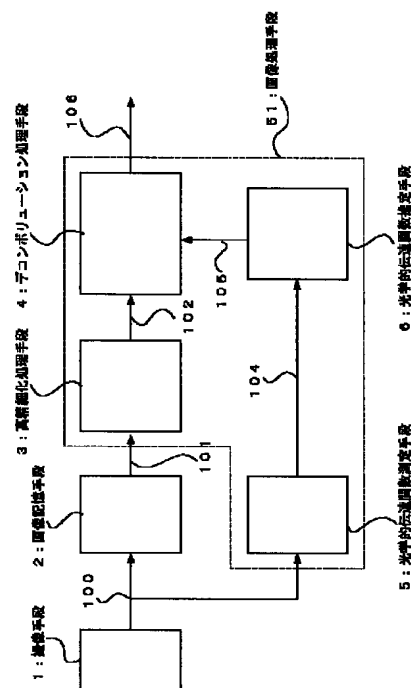 1：撮像手段
2：画像記憶手段
3：高精細化処理手段
4：デコンボリューション処理手段
5：光学的伝達関数測定手段
6：光学的伝達関数推定手段
51：画像処理手段
100
101
102
104
105
106